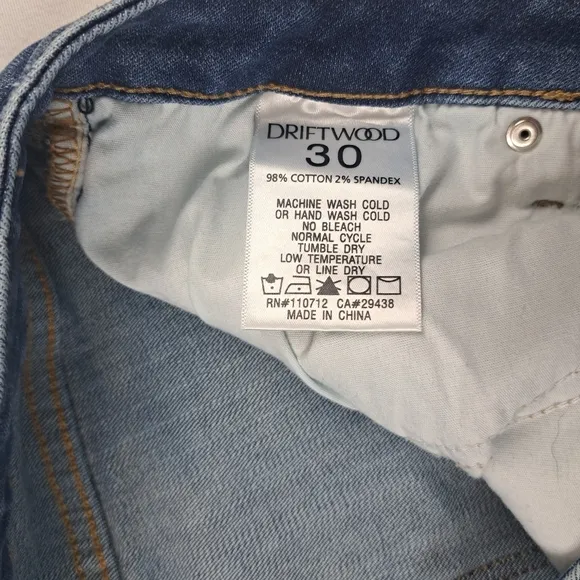 DRIFTWOOD
30
98% COTTON 2% SPANDEX
MACHINE WASH COLD
OR HAND WASH COLD
NO BLEACH
NORMAL CYCLE
TUMBLE DRY
LOW TEMPERATURE
OR LINE DRY
RN#110712 CA#29438
MADE IN CHINA